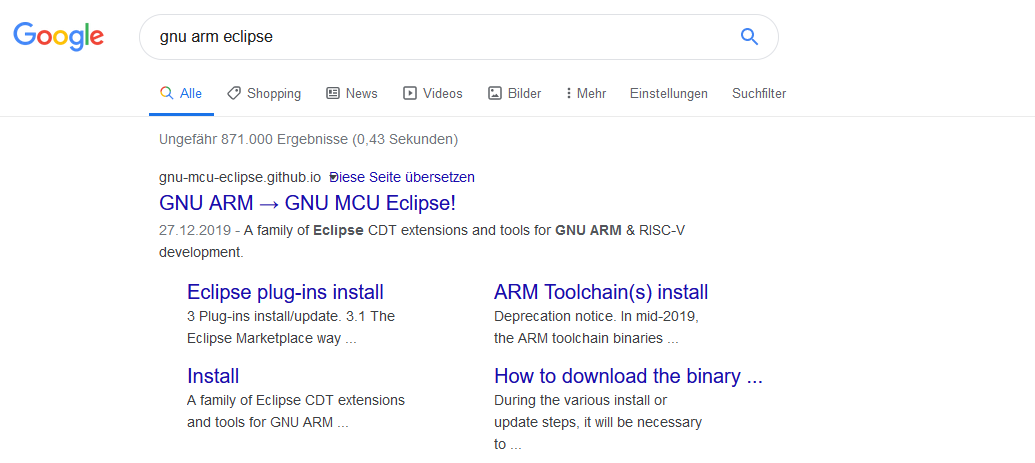 Google
gnu arm eclipse
Alle Shopping News Videos Bilder Mehr Einstellungen Suchfilter
Ungefähr 871.000 Ergebnisse (0,43 Sekunden)
gnu-mcu-eclipse.github.io Diese Seite übersetzen
GNU ARM → GNU MCU Eclipse!
27.12.2019 - A family of Eclipse CDT extensions and tools for GNU ARM & RISC-V
development.
Eclipse plug-ins install
3 Plug-ins install/update. 3.1 The
Eclipse Marketplace way ...
ARM Toolchain(s) install
Deprecation notice. In mid-2019,
the ARM toolchain binaries ...
Install
A family of Eclipse CDT extensions
and tools for GNU ARM ...
How to download the binary ...
During the various install or
update steps, it will be necessary
to ...